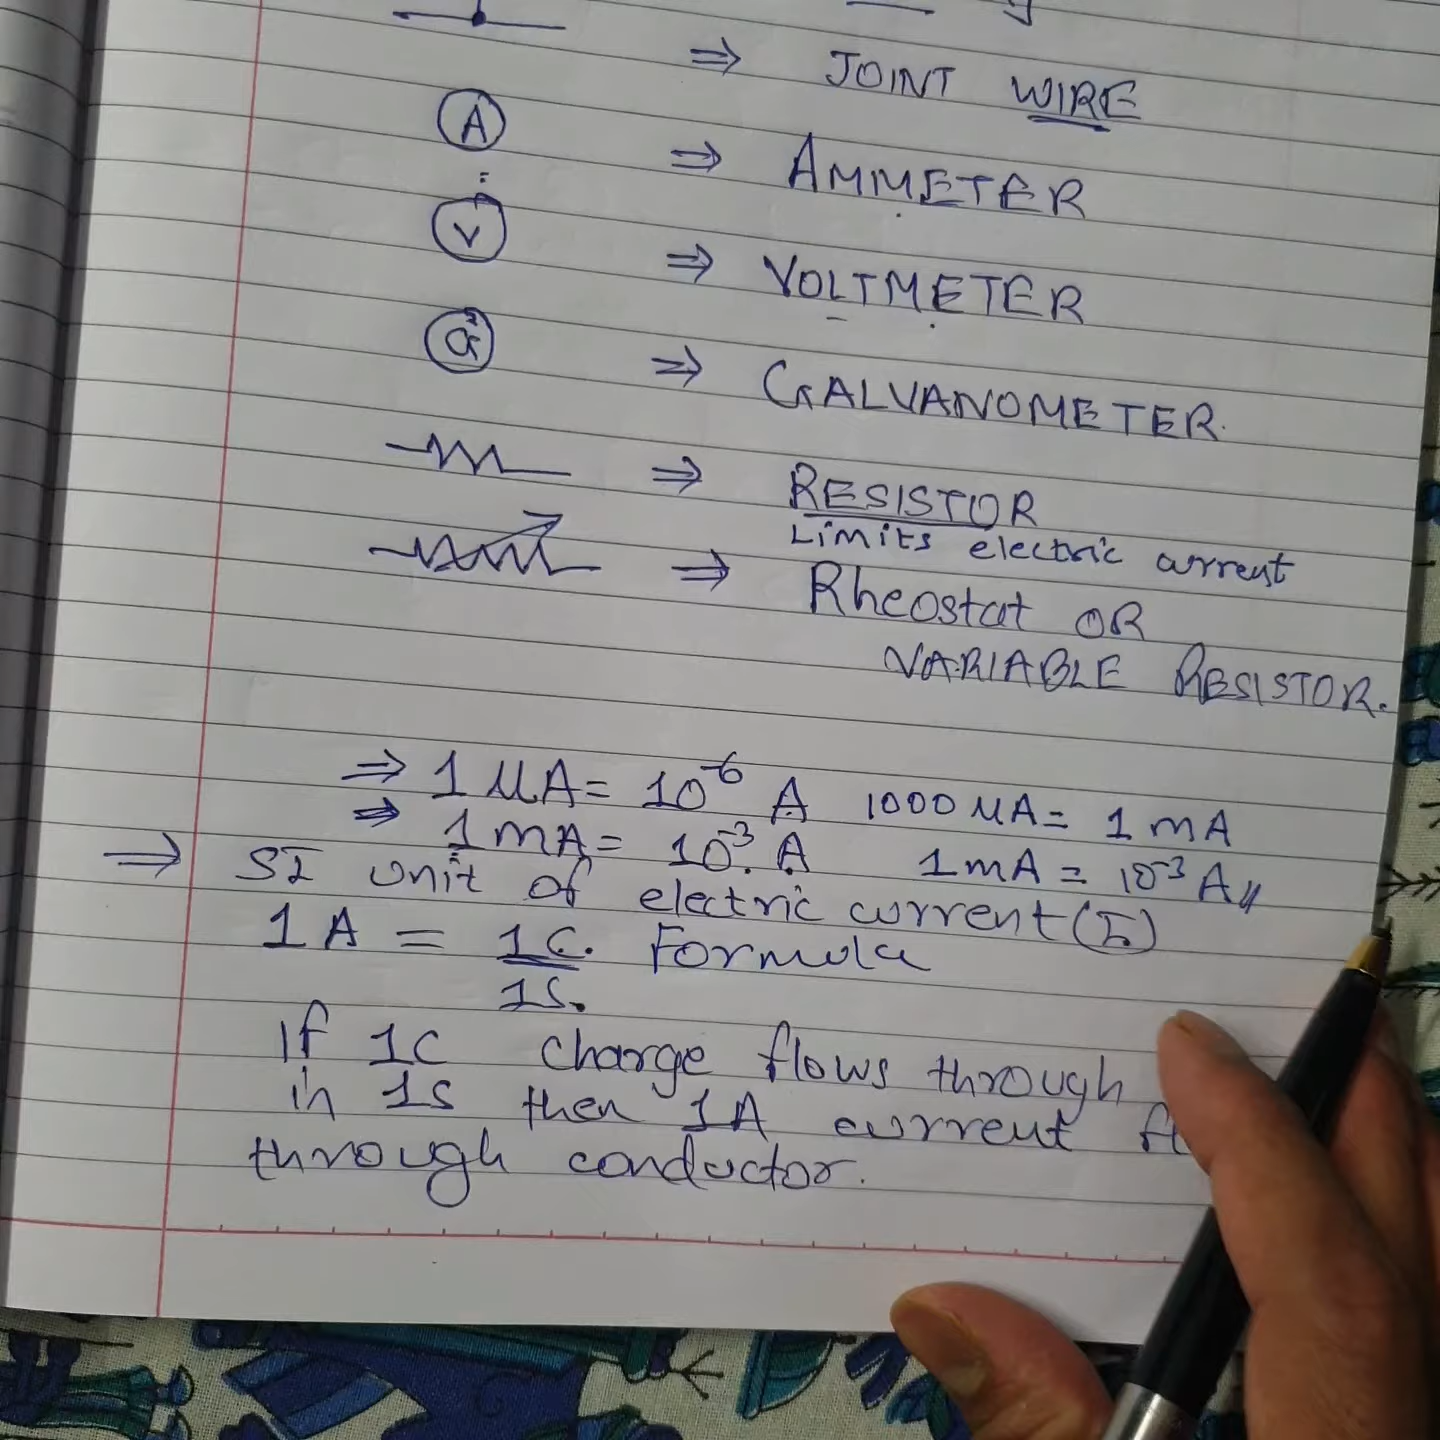 ⇒ JOINT WIRE
A ⇒ AMMETER
V ⇒ VOLTMETER
G ⇒ GALVANOMETER.
⇒ RESISTOR
Limits electric current
⇒ Rheostat OR
VARIABLE RESISTOR.
⇒ 1 μA = 10⁻⁶ A 1000 μA = 1 mA
⇒ 1 mA = 10⁻³ A 1 mA = 10⁻³ A
⇒ SI unit of electric current (I)
1 A = 1C. Formula
1S.
If 1C charge flows through
in 1S then 1A current
through conductor.